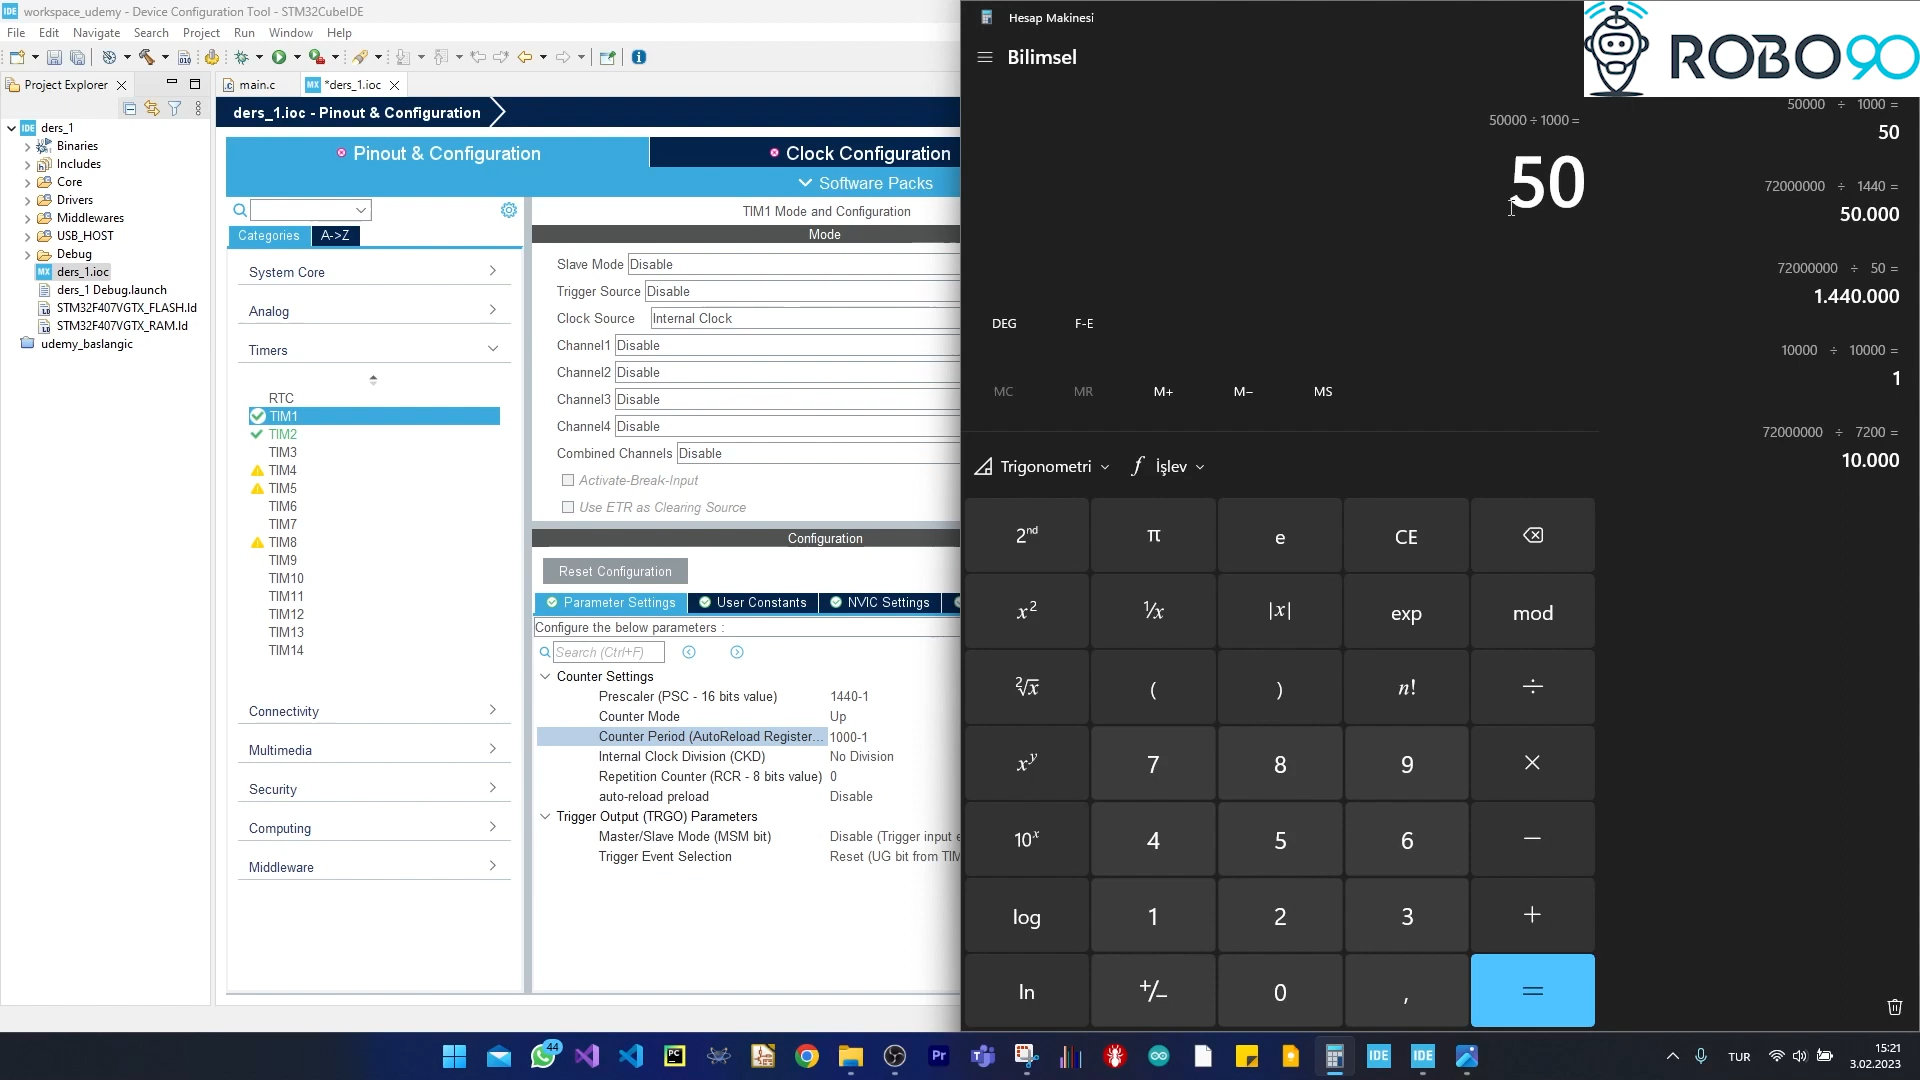 IDE workspace_udemy - Device Configuration Tool - STM32CubeIDE
File Edit Navigate Search Project Run Window Help
Project Explorer
main.c
MX *ders_1.ioc
IDE ders_1
Binaries
Includes
Core
Drivers
Middlewares
USB_HOST
Debug
MX ders_1.ioc
ders_1 Debug.launch
STM32F407VGTX_FLASH.ld
STM32F407VGTX_RAM.ld
udemy_baslangic
ders_1.ioc - Pinout & Configuration
Pinout & Configuration
Clock Configuration
Software Packs
Categories A->Z
System Core
Analog
Timers
RTC
TIM1
TIM2
TIM3
TIM4
TIM5
TIM6
TIM7
TIM8
TIM9
TIM10
TIM11
TIM12
TIM13
TIM14
Connectivity
Multimedia
Security
Computing
Middleware
TIM1 Mode and Configuration
Mode
Slave Mode Disable
Trigger Source Disable
Clock Source Internal Clock
Channel1 Disable
Channel2 Disable
Channel3 Disable
Channel4 Disable
Combined Channels Disable
Activate-Break-Input
Use ETR as Clearing Source
Configuration
Reset Configuration
Parameter Settings User Constants NVIC Settings
Configure the below parameters :
Search (Ctrl+F)
Counter Settings
Prescaler (PSC - 16 bits value) 1440-1
Counter Mode Up
Counter Period (AutoReload Register... 1000-1
Internal Clock Division (CKD) No Division
Repetition Counter (RCR - 8 bits value) 0
auto-reload preload Disable
Trigger Output (TRGO) Parameters
Master/Slave Mode (MSM bit) Disable (Trigger input e
Trigger Event Selection Reset (UG bit from TIM
Hesap Makinesi
Bilimsel
ROBO90
50000 ÷ 1000 =
50
50000 ÷ 1000 =
50
72000000 ÷ 1440 =
50.000
72000000 ÷ 50 =
1.440.000
10000 ÷ 10000 =
1
72000000 ÷ 7200 =
10.000
DEG F-E
MC MR M+ M− MS
Trigonometri f İşlev
2nd π e CE
x² ¹/x |x| exp mod
²√x ( ) n! ÷
xʸ 7 8 9 ×
10ˣ 4 5 6 −
log 1 2 3 +
ln +/− 0 , =
44
PC
Pr
IDE
IDE
TUR
15:21
3.02.2023